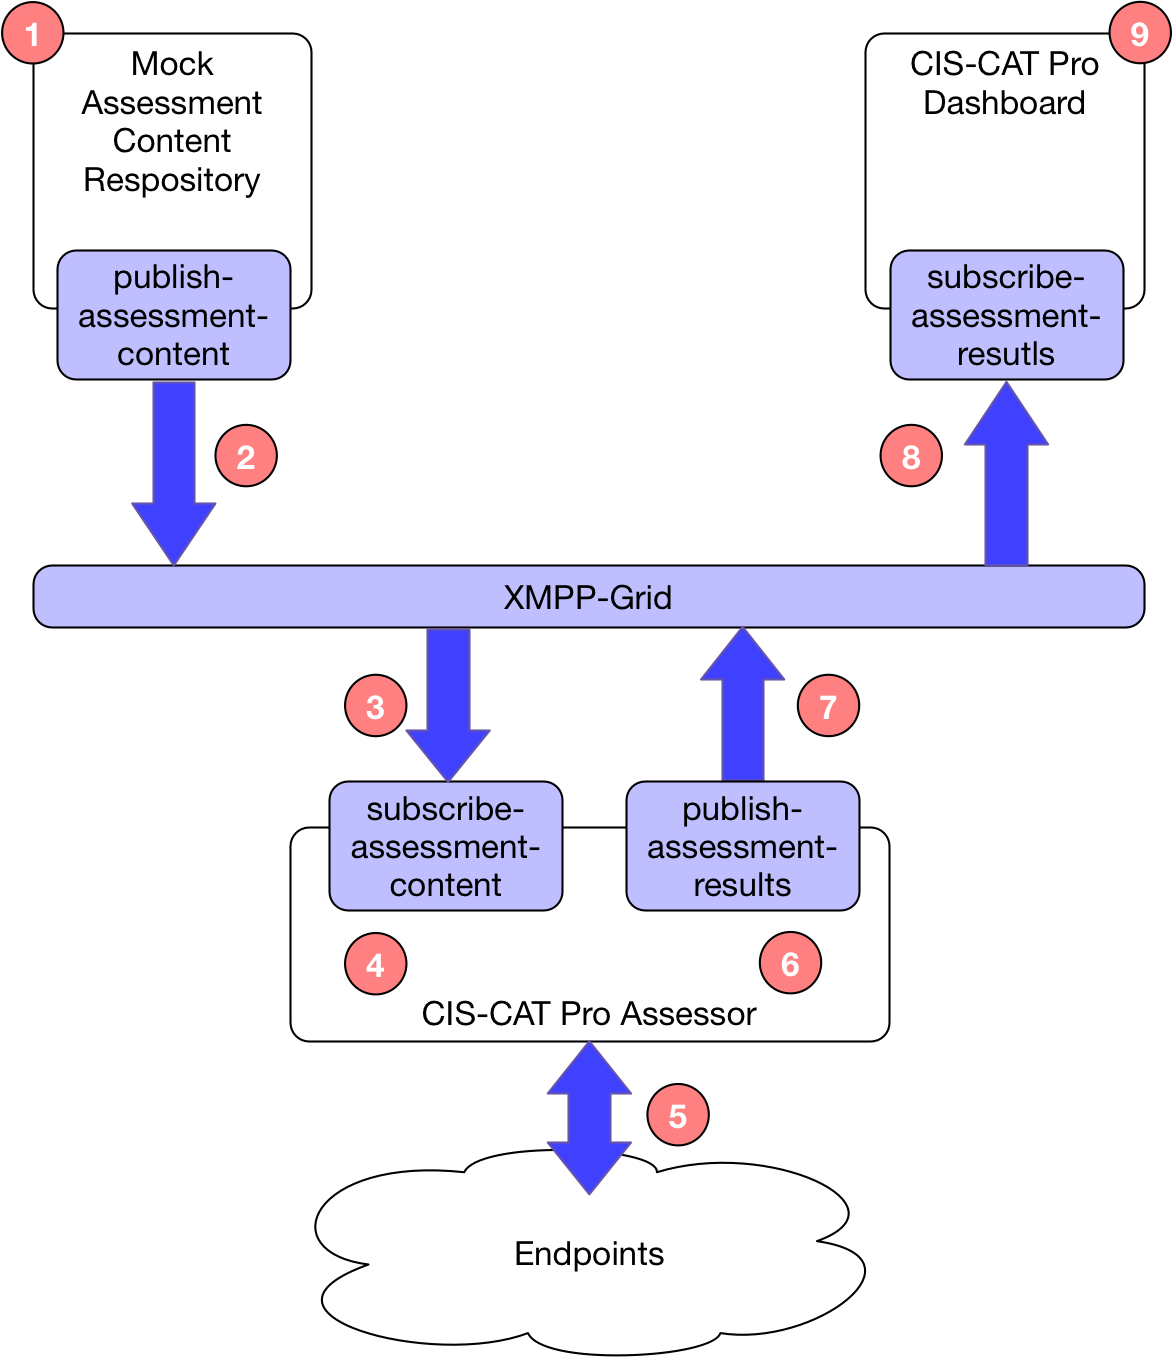 1
Mock
Assessment
Content
Respository
publish-
assessment-
content
2
9
CIS-CAT Pro
Dashboard
subscribe-
assessment-
resutls
8
XMPP-Grid
3
7
subscribe-
assessment-
content
publish-
assessment-
results
4
6
CIS-CAT Pro Assessor
5
Endpoints